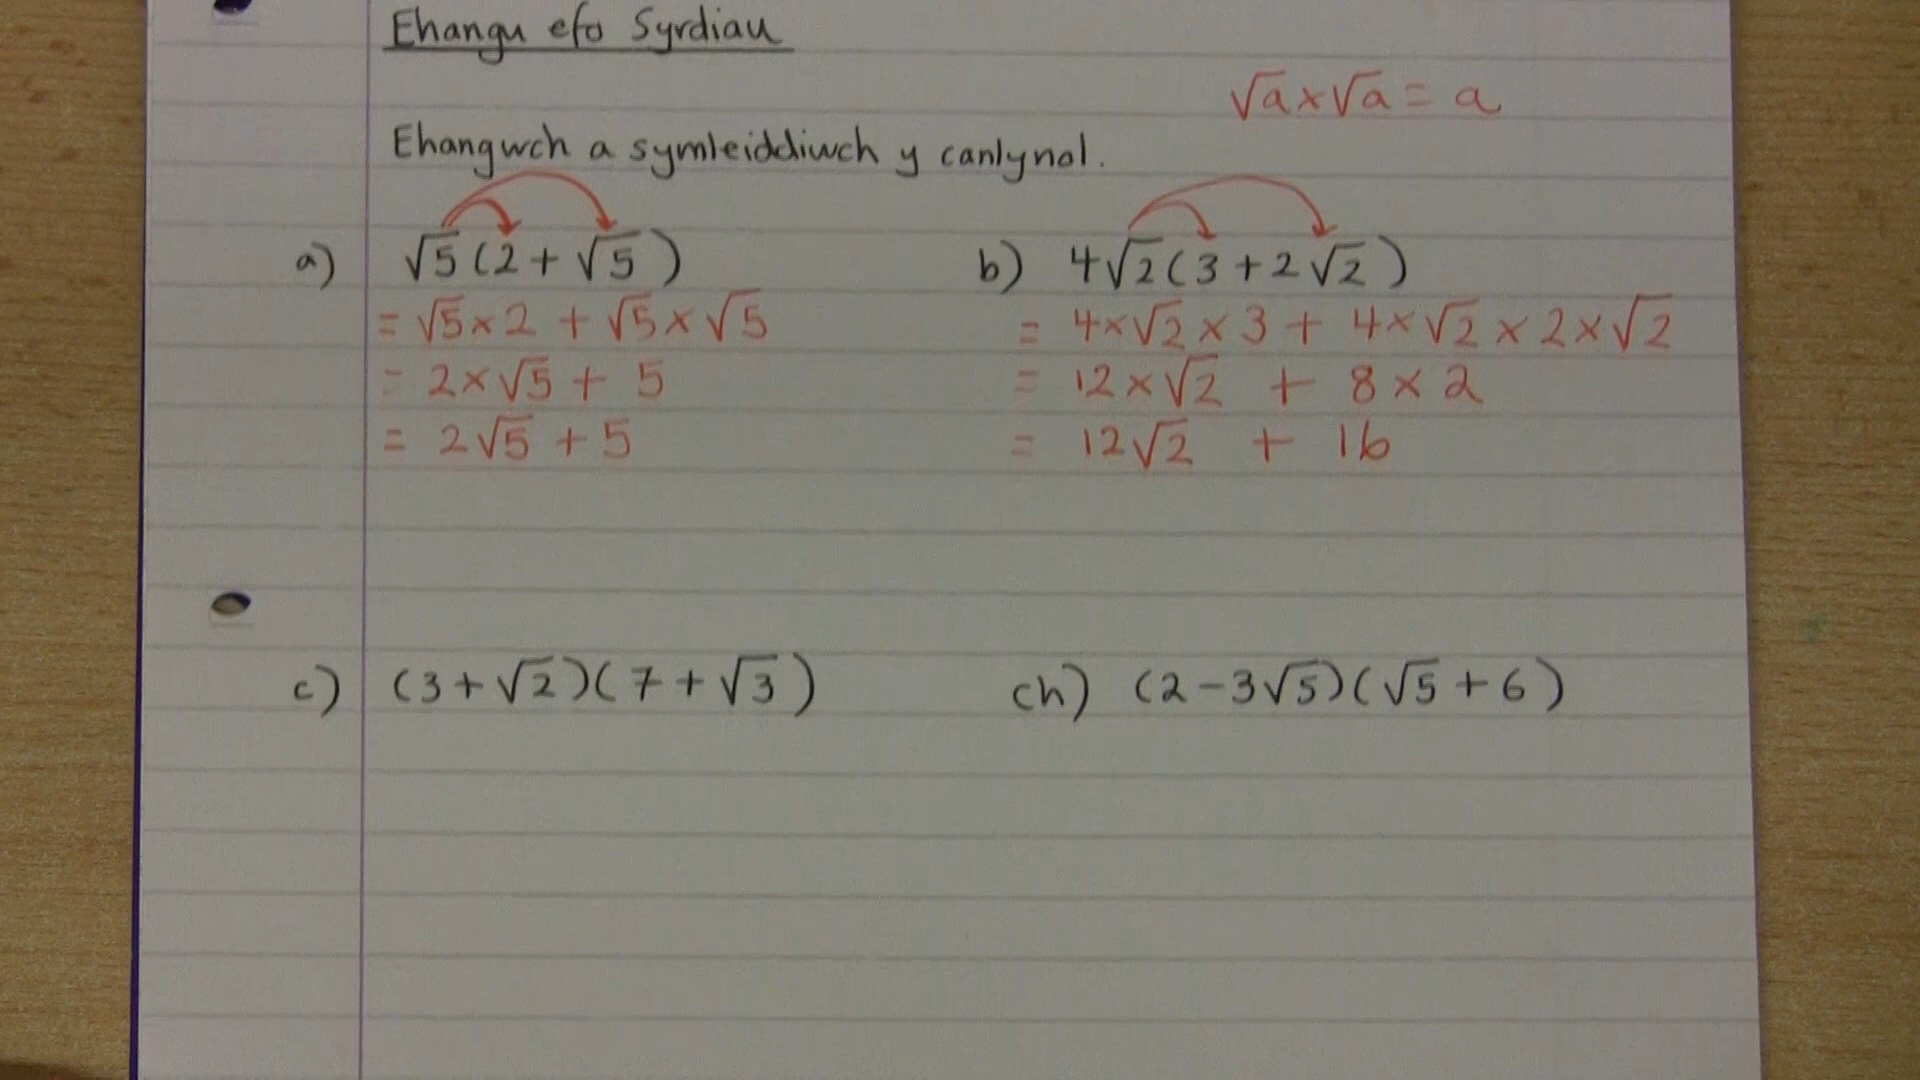 Ehangu efo Syrdiau
√a×√a = a
Ehangwch a symleiddiwch y canlynol.
a) √5(2+√5)
= √5×2 + √5×√5
= 2×√5 + 5
= 2√5 + 5
b) 4√2(3+2√2)
= 4×√2×3 + 4×√2×2×√2
= 12×√2 + 8×2
= 12√2 + 16
c) (3+√2)(7+√3)
ch) (2-3√5)(√5+6)